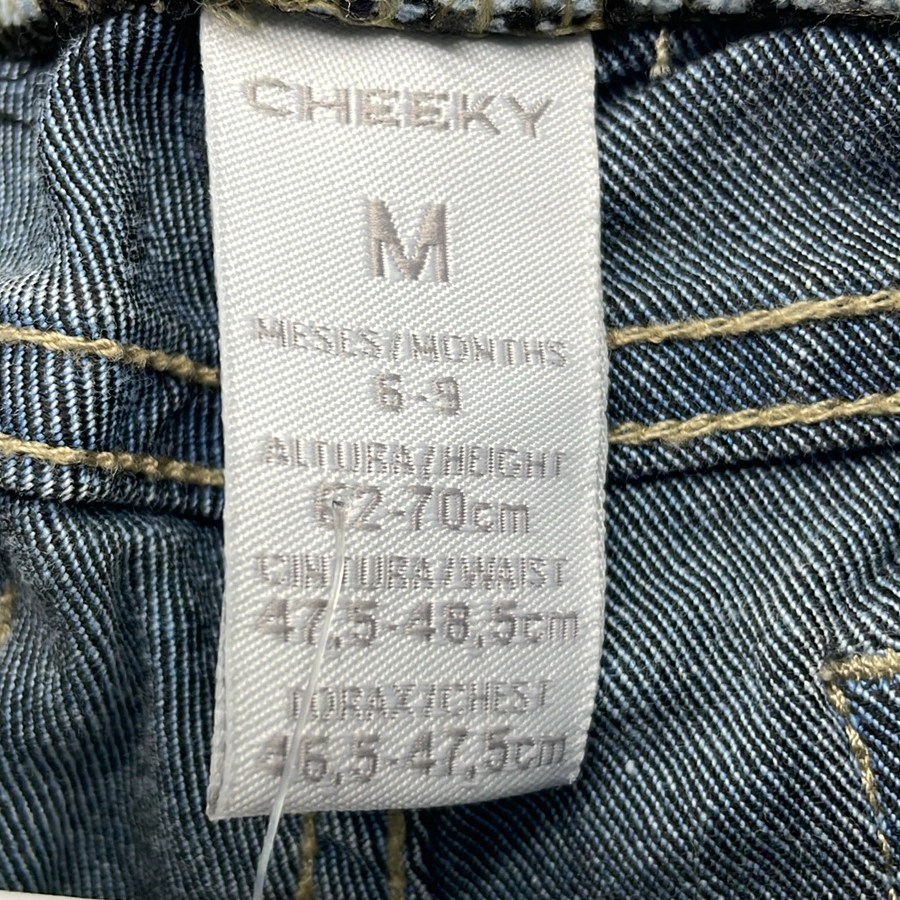 CHEEKY
M
MESES/MONTHS
6-9
ALTURA/HEIGHT
62-70cm
CINTURA/WAIST
47,5-48,5cm
TORAX/CHEST
46,5-47,5cm